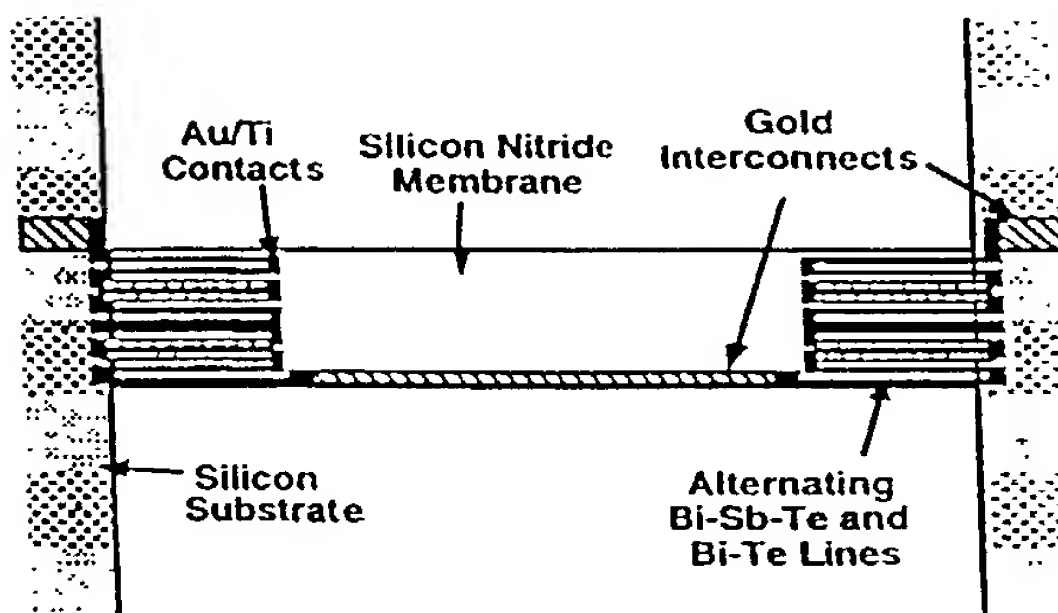 Au/Ti
Contacts
Silicon Nitride
Membrane
Gold
Interconnects
Silicon
Substrate
Alternating
Bi-Sb-Te and
Bi-Te Lines